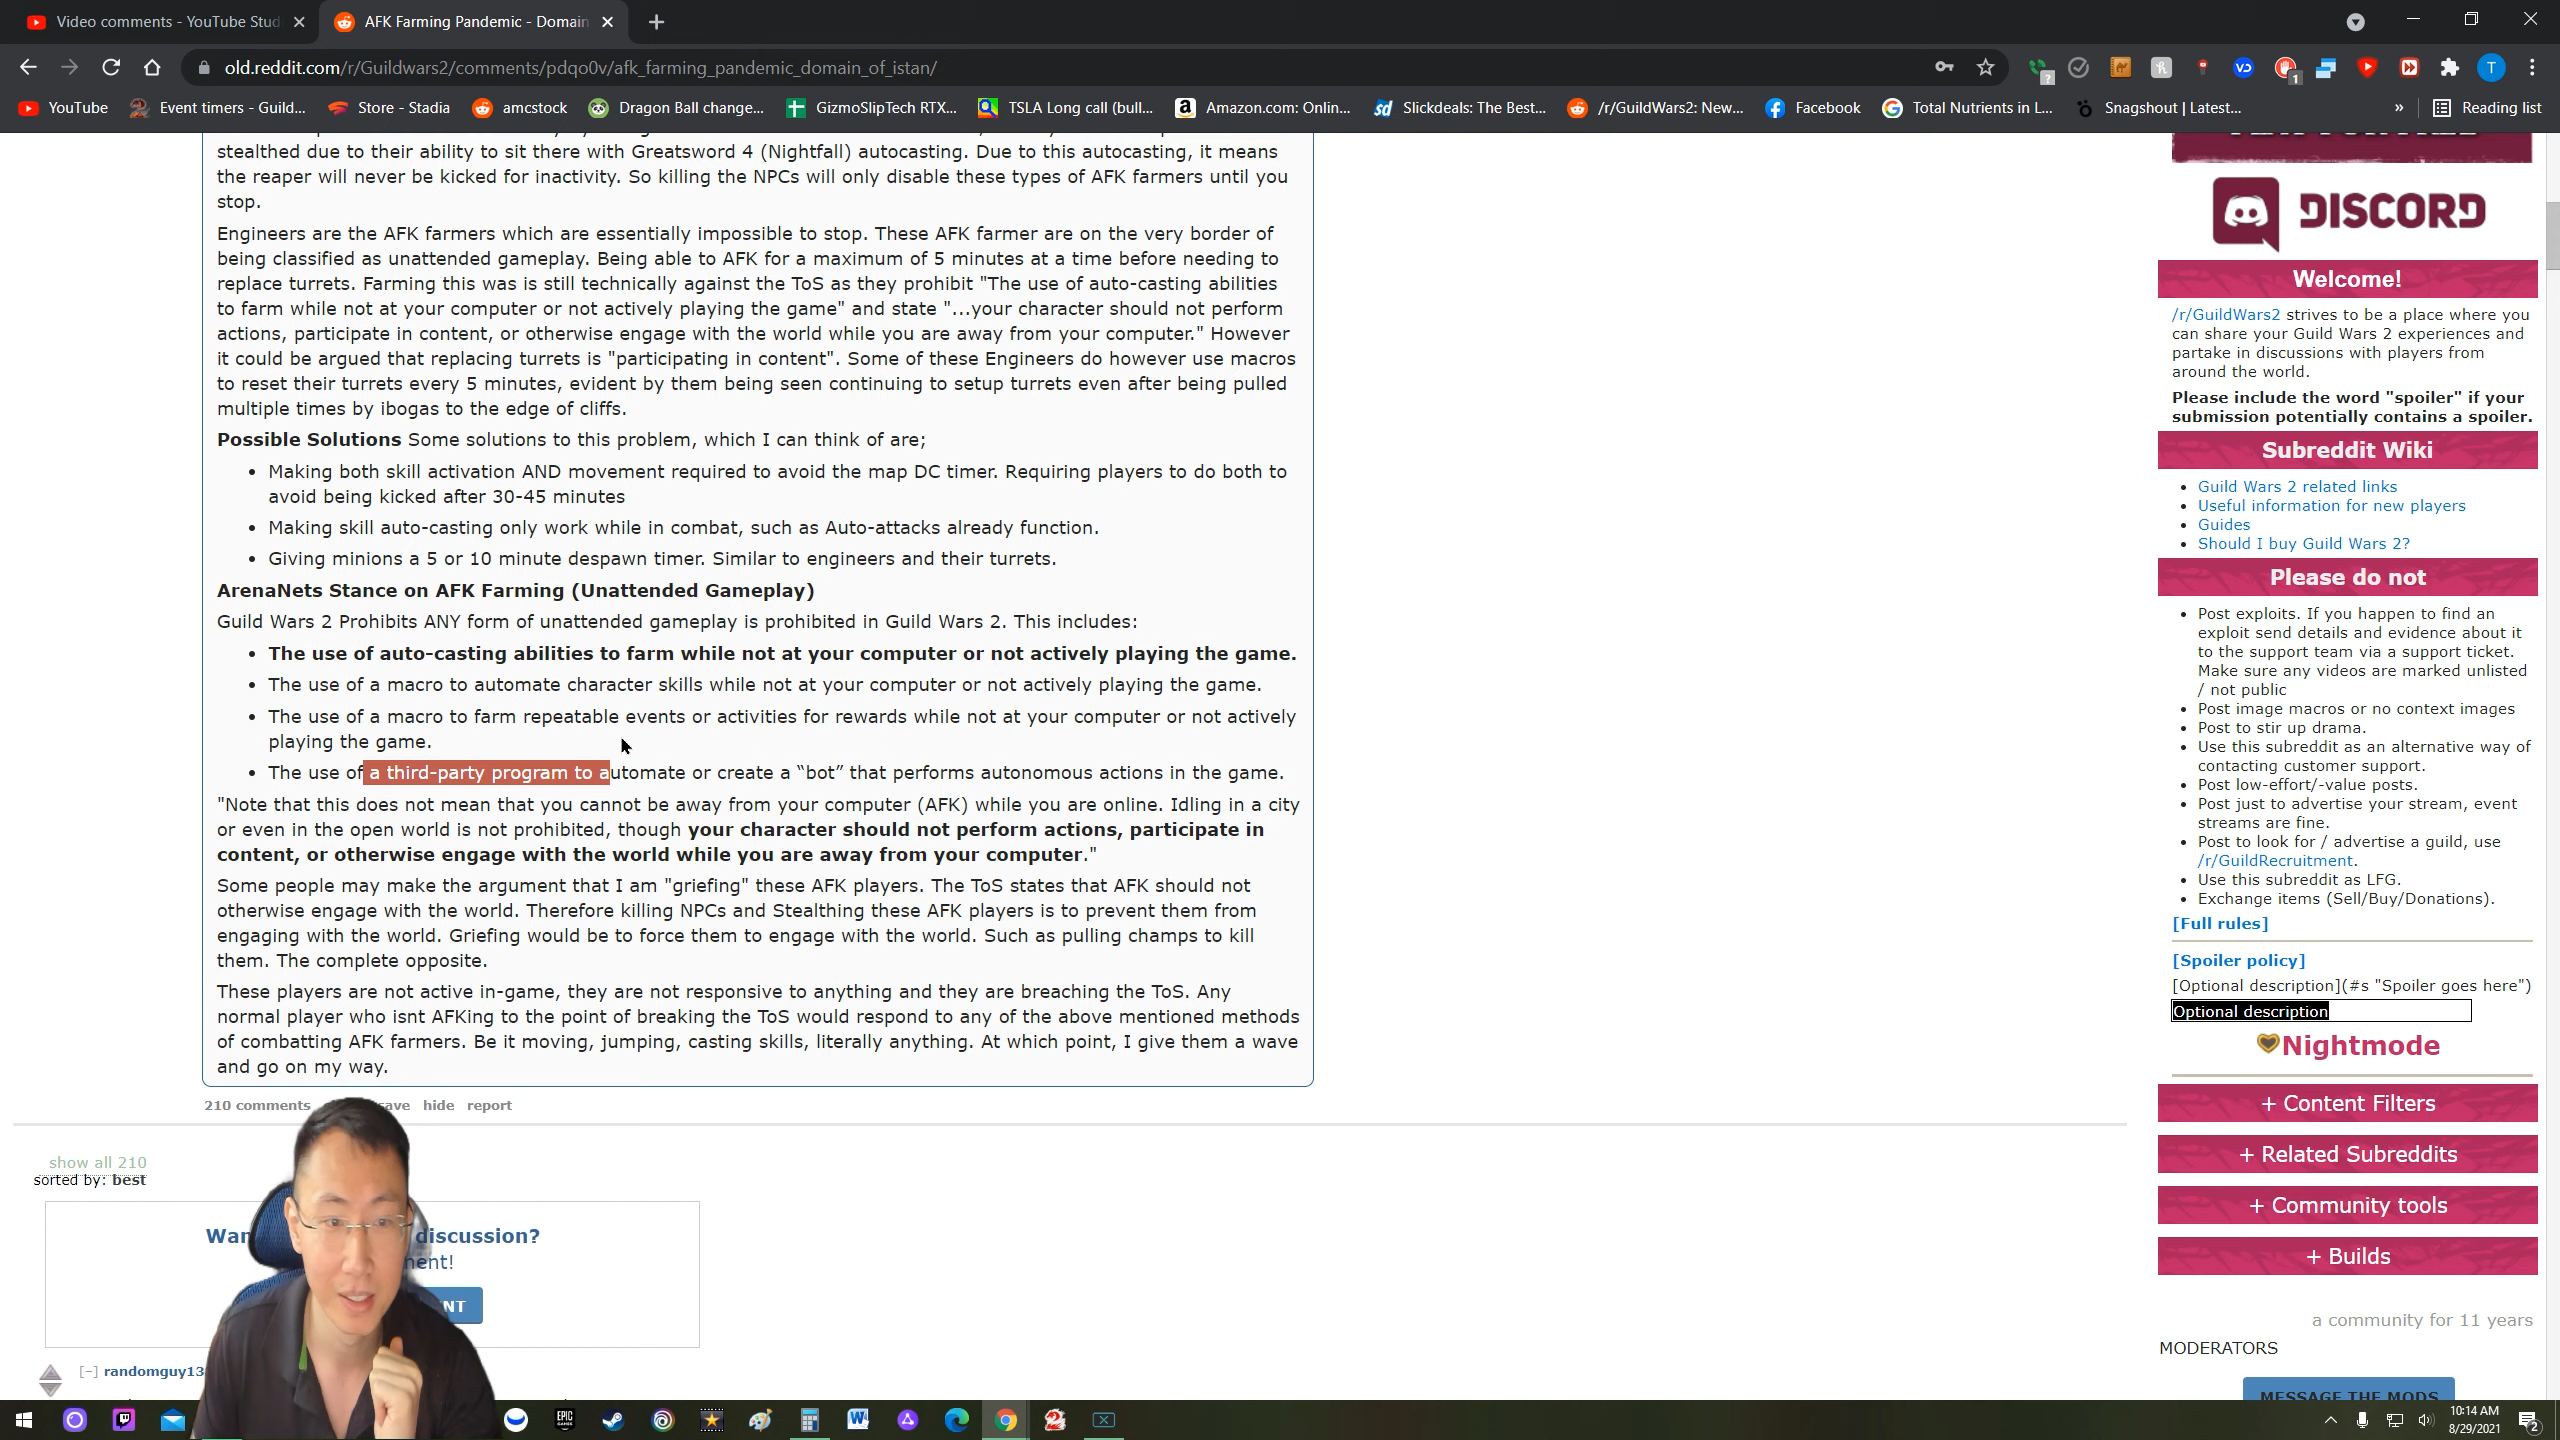 Video comments - YouTube Stud
AFK Farming Pandemic - Domain
old.reddit.com/r/Guildwars2/comments/pdqo0v/afk_farming_pandemic_domain_of_istan/
YouTube
Event timers - Guild...
Store - Stadia
amcstock
Dragon Ball change...
GizmoSlipTech RTX...
TSLA Long call (bull...
Amazon.com: Onlin...
Slickdeals: The Best...
/r/GuildWars2: New...
Facebook
Total Nutrients in L...
Snagshout | Latest...
»
Reading list
stealthed due to their ability to sit there with Greatsword 4 (Nightfall) autocasting. Due to this autocasting, it means
the reaper will never be kicked for inactivity. So killing the NPCs will only disable these types of AFK farmers until you
stop.
Engineers are the AFK farmers which are essentially impossible to stop. These AFK farmer are on the very border of
being classified as unattended gameplay. Being able to AFK for a maximum of 5 minutes at a time before needing to
replace turrets. Farming this was is still technically against the ToS as they prohibit "The use of auto-casting abilities
to farm while not at your computer or not actively playing the game" and state "...your character should not perform
actions, participate in content, or otherwise engage with the world while you are away from your computer." However
it could be argued that replacing turrets is "participating in content". Some of these Engineers do however use macros
to reset their turrets every 5 minutes, evident by them being seen continuing to setup turrets even after being pulled
multiple times by ibogas to the edge of cliffs.
Possible Solutions Some solutions to this problem, which I can think of are;
• Making both skill activation AND movement required to avoid the map DC timer. Requiring players to do both to
avoid being kicked after 30-45 minutes
• Making skill auto-casting only work while in combat, such as Auto-attacks already function.
• Giving minions a 5 or 10 minute despawn timer. Similar to engineers and their turrets.
ArenaNets Stance on AFK Farming (Unattended Gameplay)
Guild Wars 2 Prohibits ANY form of unattended gameplay is prohibited in Guild Wars 2. This includes:
• The use of auto-casting abilities to farm while not at your computer or not actively playing the game.
• The use of a macro to automate character skills while not at your computer or not actively playing the game.
• The use of a macro to farm repeatable events or activities for rewards while not at your computer or not actively
playing the game.
• The use of a third-party program to automate or create a “bot” that performs autonomous actions in the game.
"Note that this does not mean that you cannot be away from your computer (AFK) while you are online. Idling in a city
or even in the open world is not prohibited, though your character should not perform actions, participate in
content, or otherwise engage with the world while you are away from your computer."
Some people may make the argument that I am "griefing" these AFK players. The ToS states that AFK should not
otherwise engage with the world. Therefore killing NPCs and Stealthing these AFK players is to prevent them from
engaging with the world. Griefing would be to force them to engage with the world. Such as pulling champs to kill
them. The complete opposite.
These players are not active in-game, they are not responsive to anything and they are breaching the ToS. Any
normal player who isnt AFKing to the point of breaking the ToS would respond to any of the above mentioned methods
of combatting AFK farmers. Be it moving, jumping, casting skills, literally anything. At which point, I give them a wave
and go on my way.
210 comments save hide report
show all 210
sorted by: best
discussion?
[-] randomguy13
DISCORD
Welcome!
/r/GuildWars2 strives to be a place where you
can share your Guild Wars 2 experiences and
partake in discussions with players from
around the world.
Please include the word "spoiler" if your
submission potentially contains a spoiler.
Subreddit Wiki
• Guild Wars 2 related links
• Useful information for new players
• Guides
• Should I buy Guild Wars 2?
Please do not
• Post exploits. If you happen to find an
exploit send details and evidence about it
to the support team via a support ticket.
Make sure any videos are marked unlisted
/ not public
• Post image macros or no context images
• Post to stir up drama.
• Use this subreddit as an alternative way of
contacting customer support.
• Post low-effort/-value posts.
• Post just to advertise your stream, event
streams are fine.
• Post to look for / advertise a guild, use
/r/GuildRecruitment.
• Use this subreddit as LFG.
• Exchange items (Sell/Buy/Donations).
[Full rules]
[Spoiler policy]
[Optional description](#s "Spoiler goes here")
Optional description
Nightmode
+ Content Filters
+ Related Subreddits
+ Community tools
+ Builds
a community for 11 years
MODERATORS
MESSAGE THE MODS
10:14 AM
8/29/2021